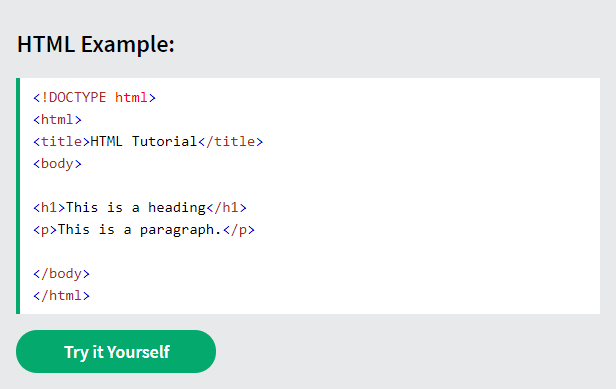 HTML Example:
<!DOCTYPE html>
<html>
<title>HTML Tutorial</title>
<body>
<h1>This is a heading</h1>
<p>This is a paragraph.</p>
</body>
</html>
Try it Yourself